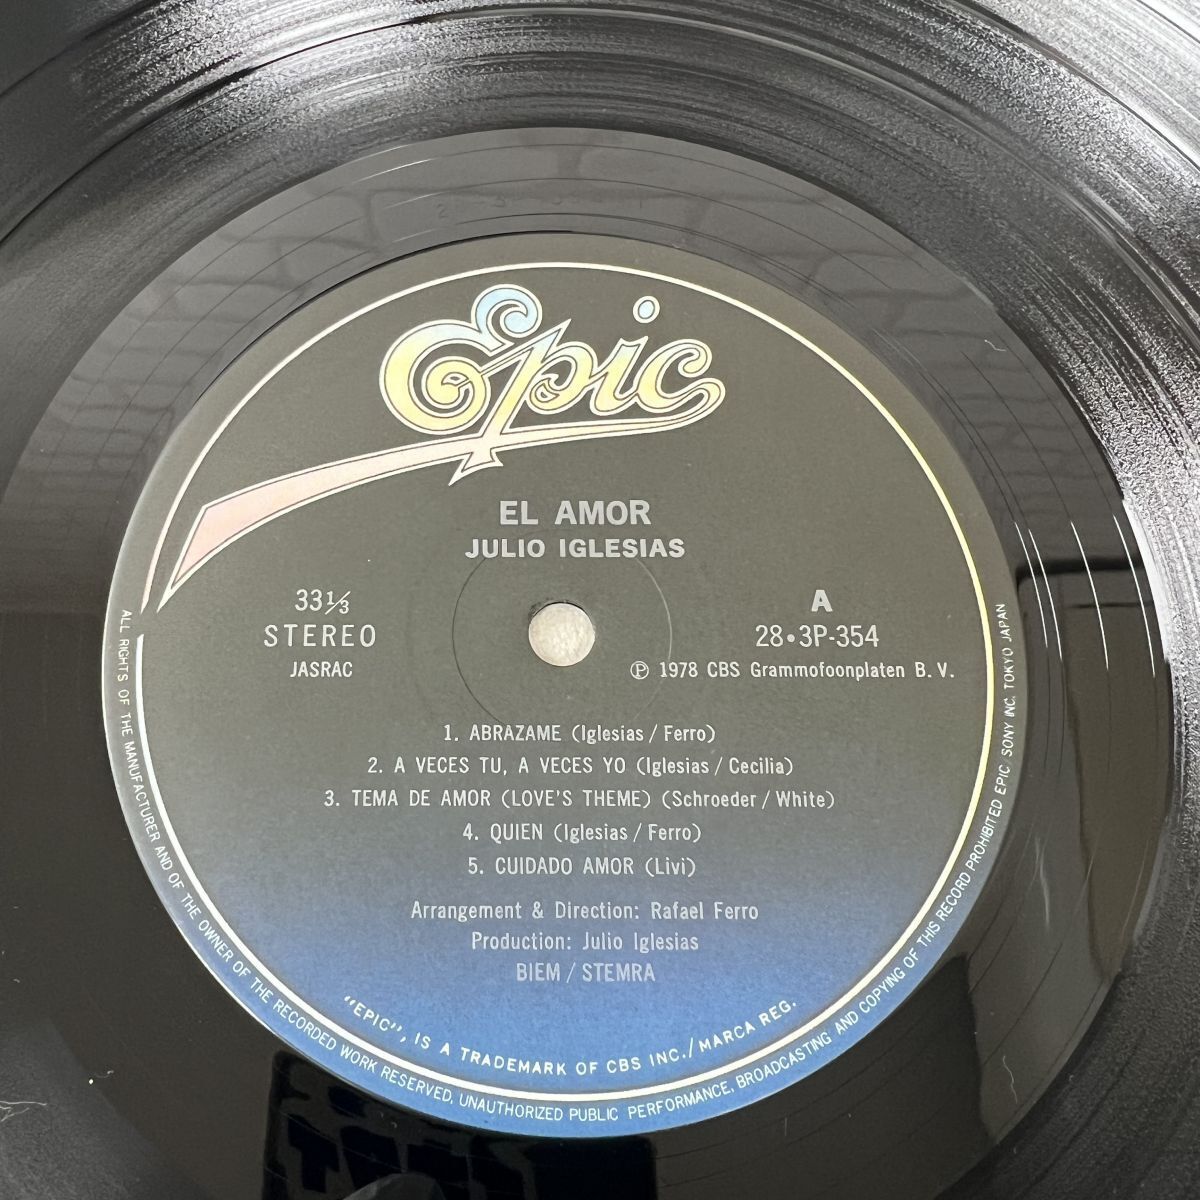 Epic
EL AMOR
JULIO IGLESIAS
33⅓
STEREO
JASRAC
A
28•3P-354
Ⓟ 1978 CBS Grammofoonplaten B. V.
1. ABRAZAME (Iglesias / Ferro)
2. A VECES TU, A VECES YO (Iglesias / Cecilia)
3. TEMA DE AMOR (LOVE'S THEME) (Schroeder / White)
4. QUIEN (Iglesias / Ferro)
5. CUIDADO AMOR (Livi)
Arrangement & Direction: Rafael Ferro
Production: Julio Iglesias
BIEM / STEMRA
"EPIC", IS A TRADEMARK OF CBS INC./MARCA REG.
ALL RIGHTS OF THE MANUFACTURER AND OF THE OWNER OF THE RECORDED WORK RESERVED, UNAUTHORIZED PUBLIC PERFORMANCE, BROADCASTING AND COPYING OF THIS RECORD PROHIBITED EPIC SONY INC. TOKYO JAPAN